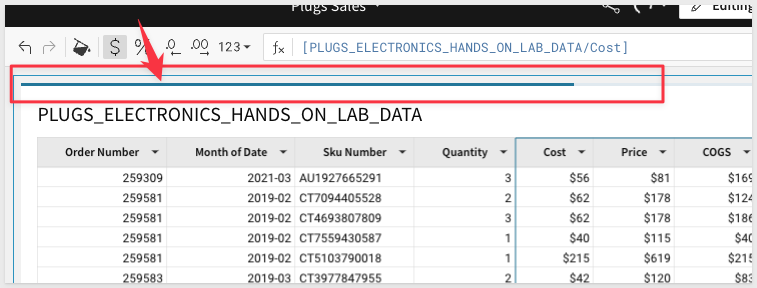 Plugs Sales Editing
$ % .0 .00 123 fx [PLUGS_ELECTRONICS_HANDS_ON_LAB_DATA/Cost]
PLUGS_ELECTRONICS_HANDS_ON_LAB_DATA
Order Number Month of Date Sku Number Quantity Cost Price COGS
259309 2021-03 AU1927665291 3 $56 $81 $169
259581 2019-02 CT7094405528 2 $62 $178 $124
259581 2019-02 CT4693807809 3 $62 $178 $186
259581 2019-02 CT7559430587 1 $40 $115 $40
259581 2019-02 CT5103790018 1 $215 $619 $215
259583 2019-03 CT3977847955 2 $42 $120 $83